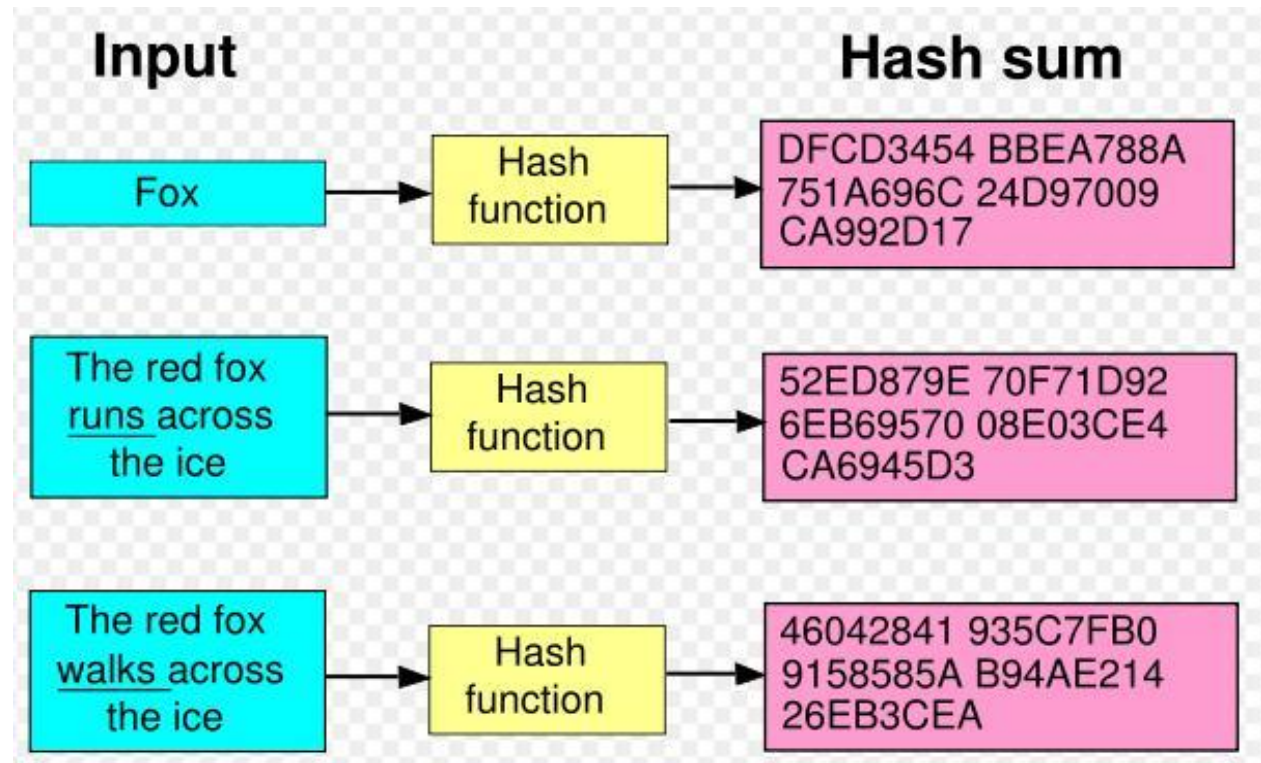 Input
Hash sum
Fox
Hash
function
DFCD3454 BBEA788A
751A696C 24D97009
CA992D17
The red fox
runs across
the ice
Hash
function
52ED879E 70F71D92
6EB69570 08E03CE4
CA6945D3
The red fox
walks across
the ice
Hash
function
46042841 935C7FB0
9158585A B94AE214
26EB3CEA